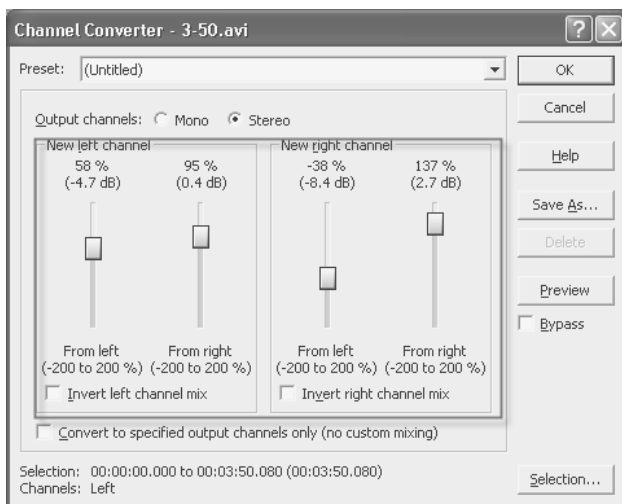 Channel Converter - 3-50.avi
Preset: (Untitled)
OK
Cancel
Help
Save As...
Delete
Preview
Bypass
Output channels: Mono Stereo
New left channel
58 % 95 %
(-4.7 dB) (0.4 dB)
From left From right
(-200 to 200 %) (-200 to 200 %)
Invert left channel mix
New right channel
-38 % 137 %
(-8.4 dB) (2.7 dB)
From left From right
(-200 to 200 %) (-200 to 200 %)
Invert right channel mix
Convert to specified output channels only (no custom mixing)
Selection: 00:00:00.000 to 00:03:50.080 (00:03:50.080)
Channels: Left
Selection...